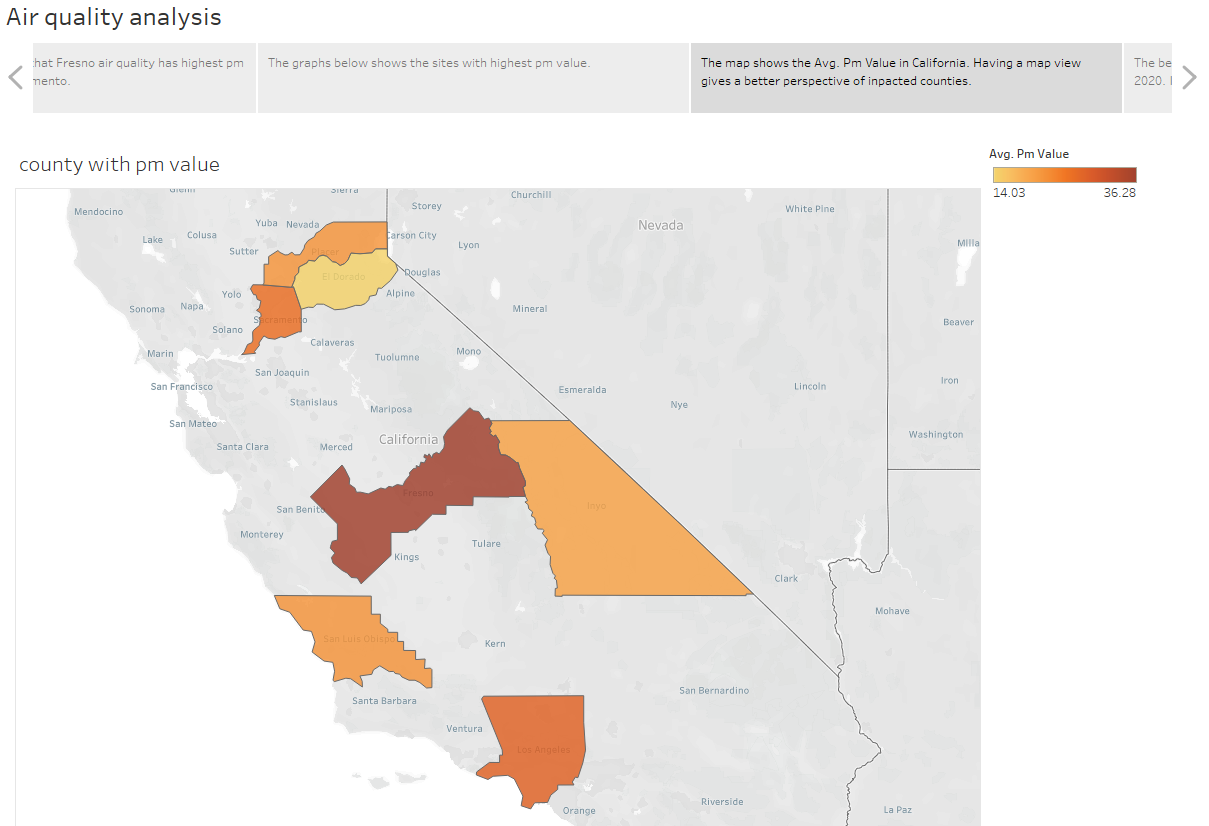 Air quality analysis
that Fresno air quality has highest pm
mento.
The graphs below shows the sites with highest pm value.
The map shows the Avg. Pm Value in California. Having a map view
gives a better perspective of inpacted counties.
The be
2020.
county with pm value
Avg. Pm Value
14.03
36.28
Glenn
Sierra
Churchill
Mendocino
Storey
White Pine
Yuba
Nevada
Nevada
Lake
Colusa
Carson City
Lyon
Sutter
Placer
Douglas
El Dorado
Yolo
Alpine
Sonoma
Napa
Mineral
Solano
Sacramento
Beaver
Calaveras
Marin
Tuolumne
Mono
San Joaquin
San Francisco
Esmeralda
Lincoln
Iron
Stanislaus
Mariposa
Nye
San Mateo
California
Washington
Santa Clara
Merced
Fresno
San Benito
Inyo
Monterey
Tulare
Kings
Clark
Mohave
San Luis Obispo
Kern
San Bernardino
Santa Barbara
Ventura
Los Angeles
Orange
Riverside
La Paz